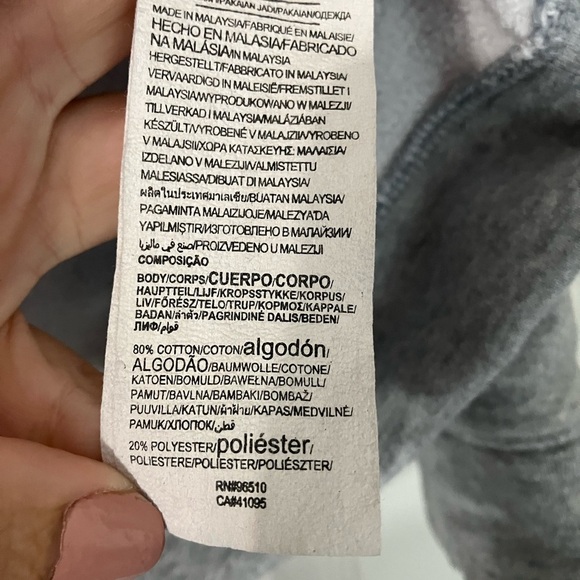 PAKAIAN JADI/PAKAIAN/ОДЕЖДА
MADE IN MALAYSIA/FABRIQUÉ EN MALAISIE/
HECHO EN MALASIA/FABRICADO
NA MALÁSIA/IN MALAYSIA
HERGESTELLT/FABBRICATO IN MALAYSIA/
VERVAARDIGD IN MALEISIË/FREMSTILLET I
MALAYSIA/WYPRODUKOWANO W MALEZJI/
TILLVERKAD I MALAYSIA/MALÁZIÁBAN
KÉSZÜLT/VYROBENÉ V MALAJZII/VYROBENO
V MALAJSII/ΧΩΡΑ ΚΑΤΑΣΚΕΥΗΣ: ΜΑΛΑΙΣΙΑ/
IZDELANO V MALEZIJI/VALMISTETTU
MALESIASSA/DIBUAT DI MALAYSIA/
ผลิตในประเทศมาเลเซีย/BUATAN MALAYSIA/
PAGAMINTA MALAIZIJOJE/MALEZYA'DA
YAPILMIŞTIR/ИЗГОТОВЛЕНО В МАЛАЙЗИИ/
صنع في ماليزيا/PROIZVEDENO U MALEZIJI
COMPOSIÇÃO
BODY/CORPS/CUERPO/CORPO/
HAUPTTEIL/LIJF/KROPSSTYKKE/KORPUS/
LIV/FŐRÉSZ/TELO/TRUP/ΚΟΡΜΟΣ/KAPPALE/
BADAN/ลำตัว/PAGRINDINĖ DALIS/BEDEN/
ЛИФ/قوام/
80% COTTON/COTON/algodón/
ALGODÃO/BAUMWOLLE/COTONE/
KATOEN/BOMULD/BAWEŁNA/BOMULL/
PAMUT/BAVLNA/BAMBAKI/BOMBAŽ/
PUUVILLA/KATUN/ผ้าฝ้าย/KAPAS/MEDVILNĖ/
PAMUK/ХЛОПОК/قطن/
20% POLYESTER/poliéster/
POLIESTERE/POLIESTER/POLIÉSZTER/
RN#96510
CA#41095